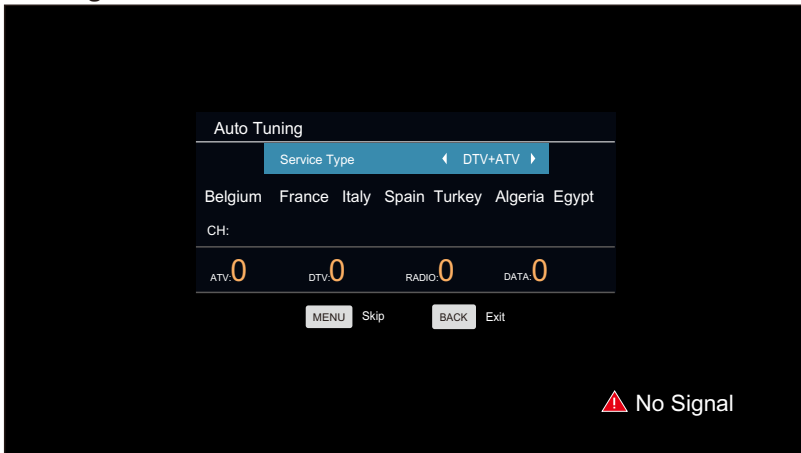 Auto Tuning
Service Type DTV+ATV
Belgium France Italy Spain Turkey Algeria Egypt
CH:
ATV:0 DTV:0 RADIO:0 DATA:0
MENU Skip BACK Exit
No Signal